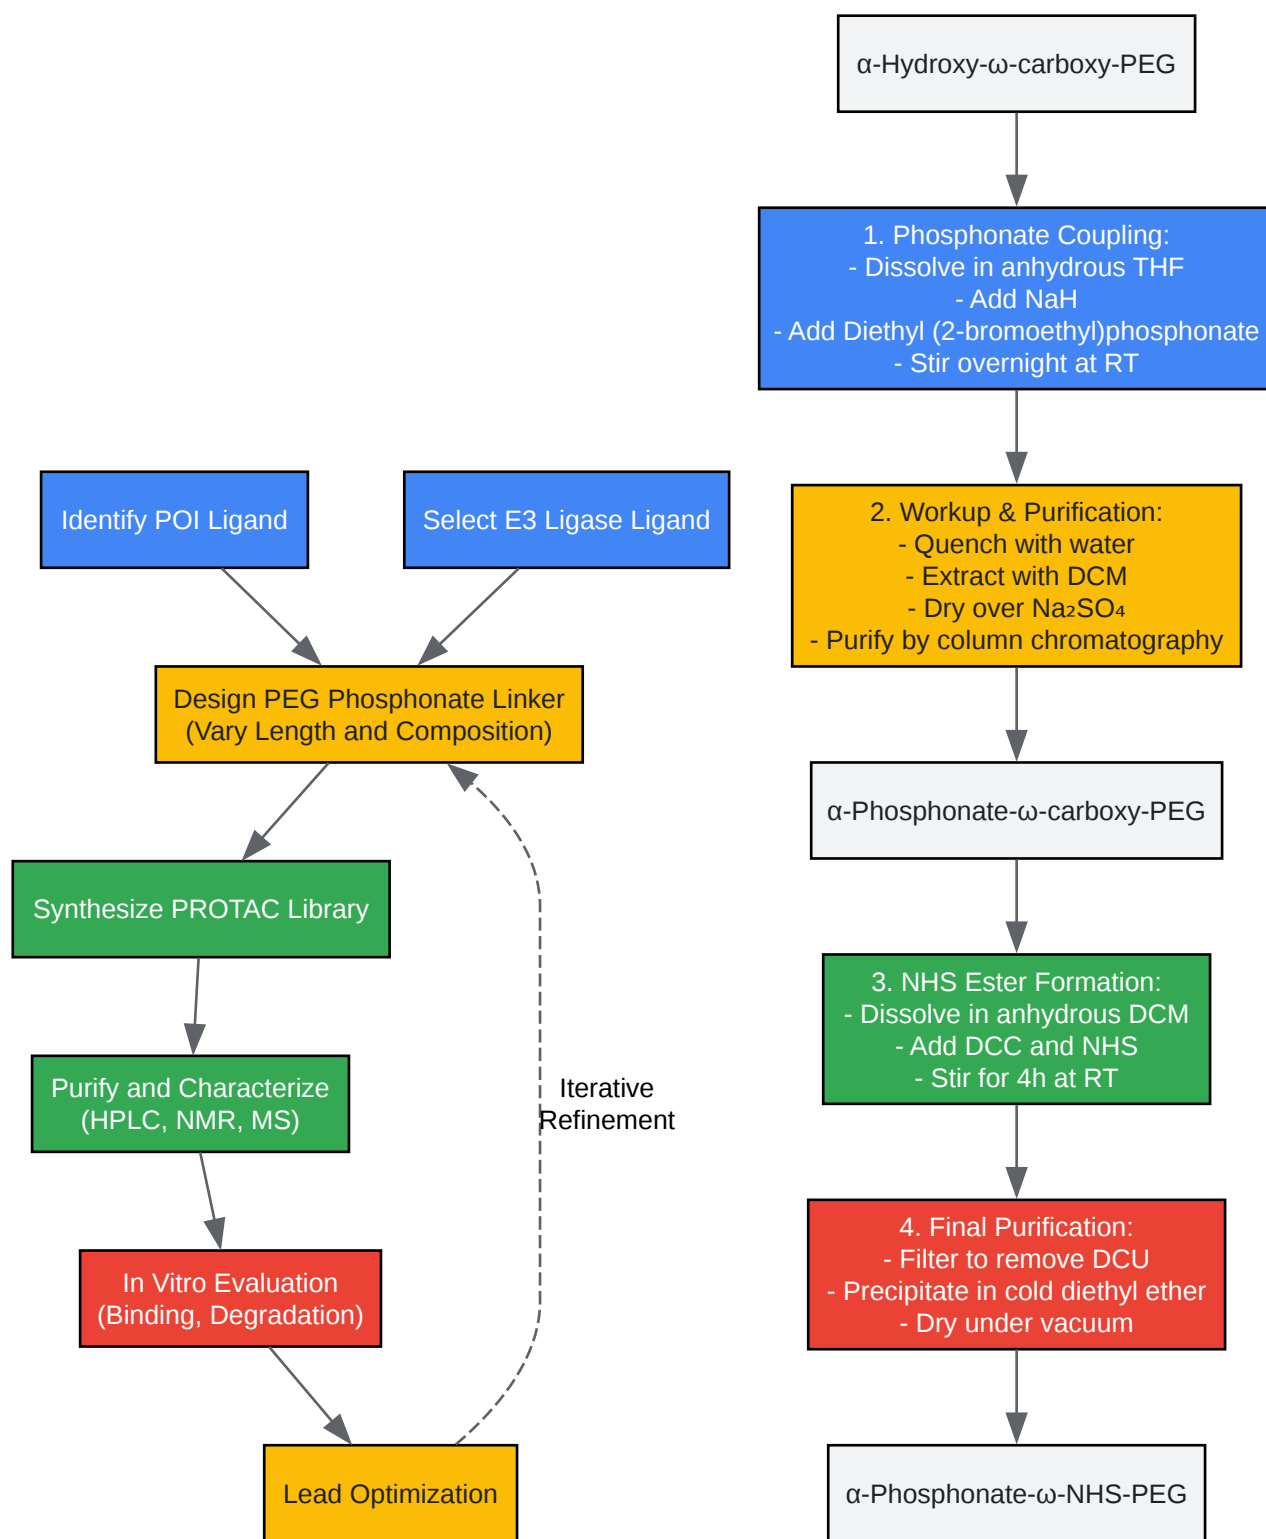 Identify POI Ligand
Select E3 Ligase Ligand
Design PEG Phosphonate Linker
(Vary Length and Composition)
Synthesize PROTAC Library
Purify and Characterize
(HPLC, NMR, MS)
In Vitro Evaluation
(Binding, Degradation)
Lead Optimization
Iterative
Refinement
α-Hydroxy-ω-carboxy-PEG
1. Phosphonate Coupling:
- Dissolve in anhydrous THF
- Add NaH
- Add Diethyl (2-bromoethyl)phosphonate
- Stir overnight at RT
2. Workup & Purification:
- Quench with water
- Extract with DCM
- Dry over Na₂SO₄
- Purify by column chromatography
α-Phosphonate-ω-carboxy-PEG
3. NHS Ester Formation:
- Dissolve in anhydrous DCM
- Add DCC and NHS
- Stir for 4h at RT
4. Final Purification:
- Filter to remove DCU
- Precipitate in cold diethyl ether
- Dry under vacuum
α-Phosphonate-ω-NHS-PEG